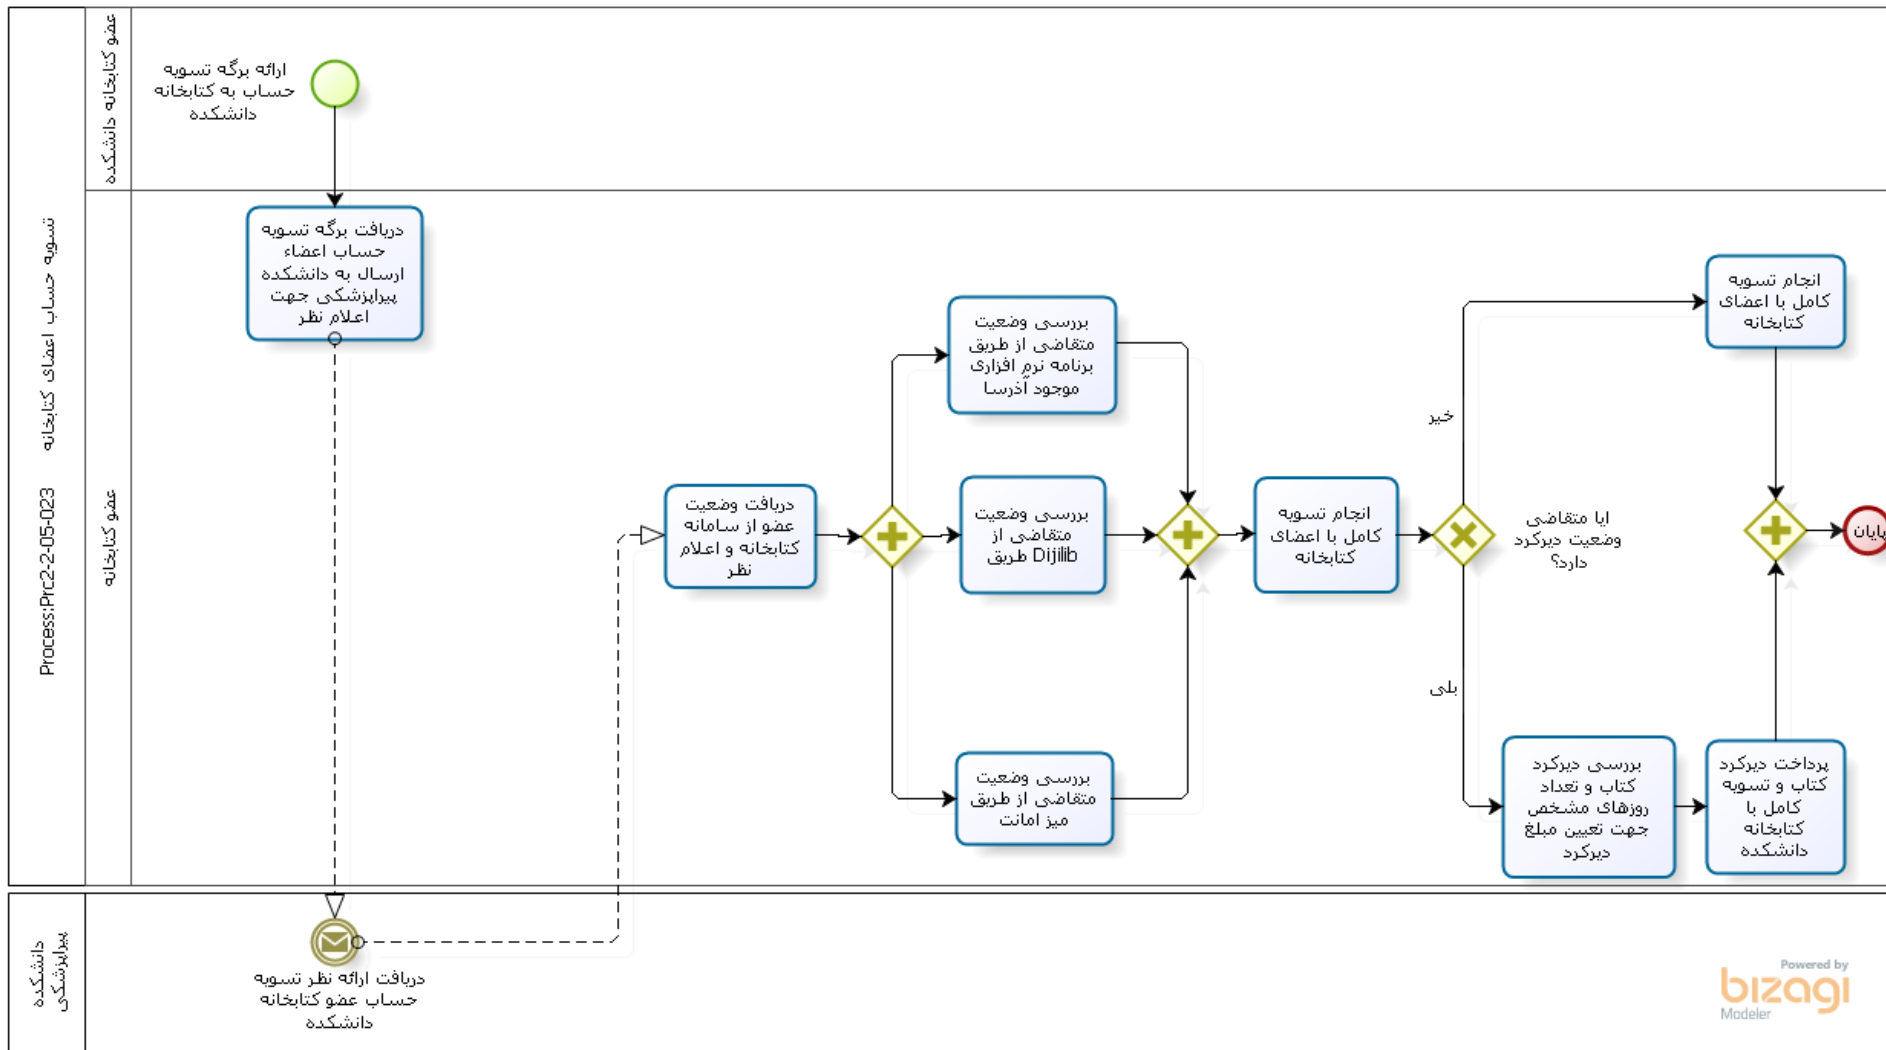 عضو کتابخانه دانشکده
ارائه برگه تسویه
حساب به کتابخانه
دانشکده
Process:Prc2-2-05-023 تسویه حساب اعضای کتابخانه
عضو کتابخانه
دریافت برگه تسویه
حساب اعضاء
ارسال به دانشکده
پیراپزشکی جهت
اعلام نظر
دریافت وضعیت
عضو از سامانه
کتابخانه و اعلام
نظر
بررسی وضعیت
متقاضی از طریق
برنامه نرم افزاری
موجود آذرسا
بررسی وضعیت
متقاضی از
طریق Dijilib
بررسی وضعیت
متقاضی از طریق
میز امانت
انجام تسویه
کامل با اعضای
کتابخانه
ایا متقاضی
وضعیت دیرکرد
دارد؟
خیر
بلی
انجام تسویه
کامل با اعضای
کتابخانه
بررسی دیرکرد
کتاب و تعداد
روزهای مشخص
جهت تعیین مبلغ
دیرکرد
پرداخت دیرکرد
کتاب و تسویه
کامل با
کتابخانه
دانشکده
پایان
دانشکده
پیراپزشکی
دریافت ارائه نظر تسویه
حساب عضو کتابخانه
دانشکده
Powered by
bizagi
Modeler